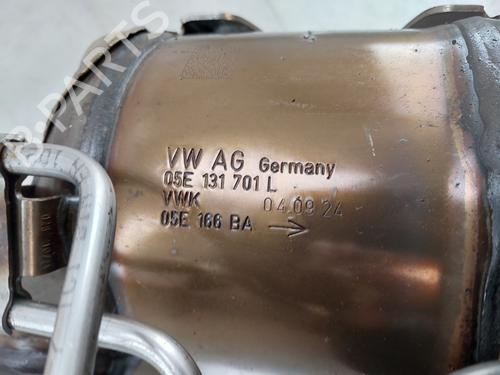 VW AG Germany
05E 131 701 L
VWK 04.09.24
05E 166 BA →